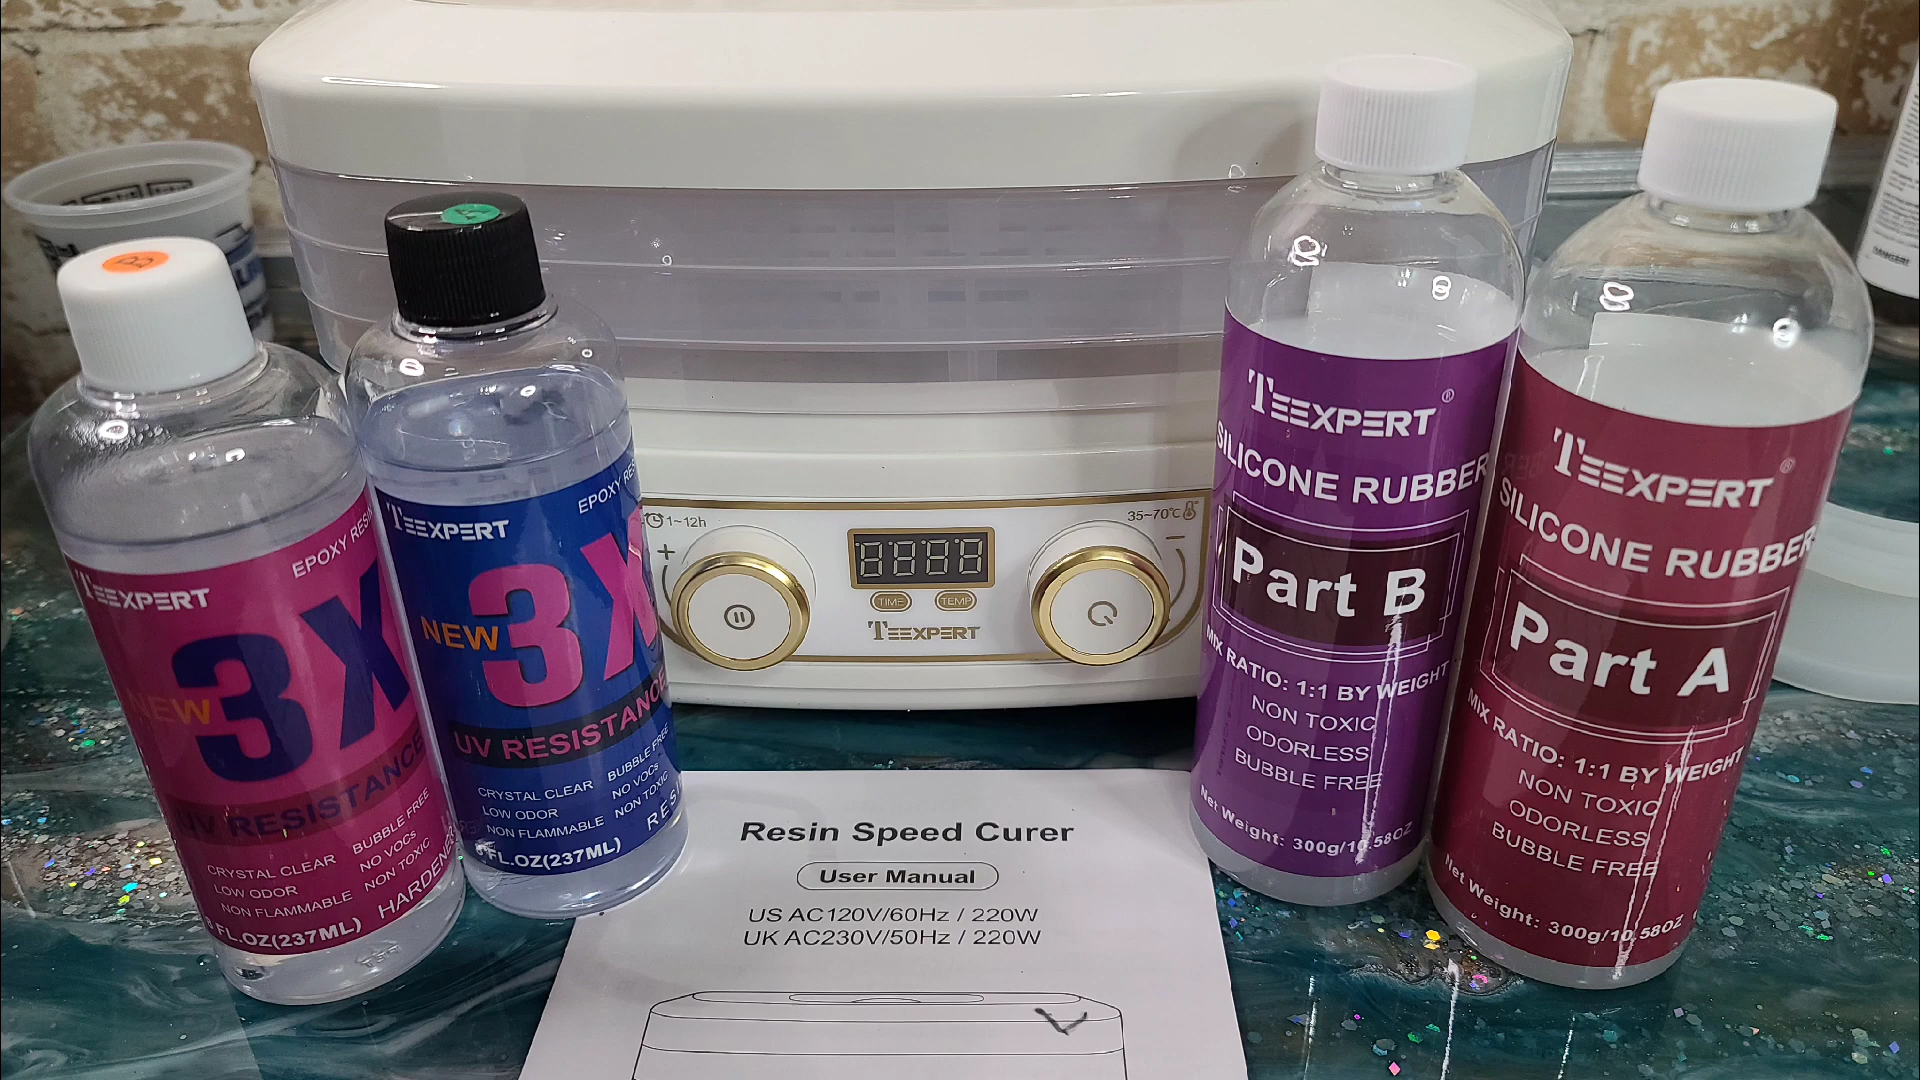 B
TEEXPERT
EPOXY RESIN
NEW 3X
UV RESISTANCE
CRYSTAL CLEAR BUBBLE FREE
LOW ODOR NO VOCs
NON FLAMMABLE NON TOXIC
8 FL.OZ(237ML) HARDENER
A
TEEXPERT
EPOXY RES
NEW 3X
UV RESISTANCE
CRYSTAL CLEAR BUBBLE FREE
LOW ODOR NO VOCs
NON FLAMMABLE NON TOXIC
8 FL.OZ(237ML) RESI
1~12h
35~70℃
+
−
8888
TIME TEMP
TEEXPERT
TEEXPERT®
SILICONE RUBBER
Part B
MIX RATIO: 1:1 BY WEIGHT
NON TOXIC
ODORLESS
BUBBLE FREE
Net Weight: 300g/10.58OZ
TEEXPERT®
SILICONE RUBBER
Part A
MIX RATIO: 1:1 BY WEIGHT
NON TOXIC
ODORLESS
BUBBLE FREE
Net Weight: 300g/10.58OZ
Resin Speed Curer
User Manual
US AC120V/60Hz / 220W
UK AC230V/50Hz / 220W